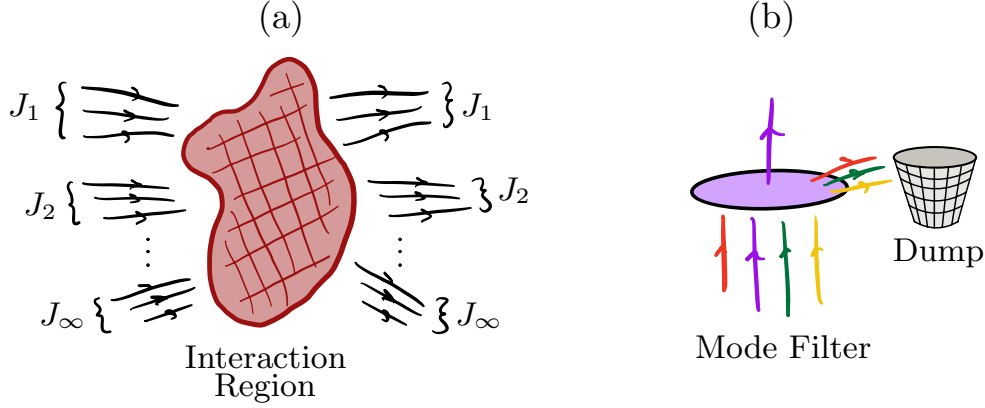 (a)
(b)
J₁
J₁
J₂
J₂
J∞
J∞
Interaction
Region
Dump
Mode Filter